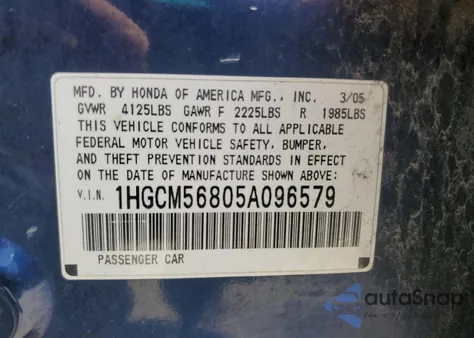 MFD. BY HONDA OF AMERICA MFG., INC. 3/05
GVWR 4125LBS GAWR F 2225LBS R 1985LBS
THIS VEHICLE CONFORMS TO ALL APPLICABLE
FEDERAL MOTOR VEHICLE SAFETY, BUMPER,
AND THEFT PREVENTION STANDARDS IN EFFECT
ON THE DATE OF MANUFACTURE SHOWN ABOVE:
V.I.N. 1HGCM56805A096579
PASSENGER CAR
autaSnap